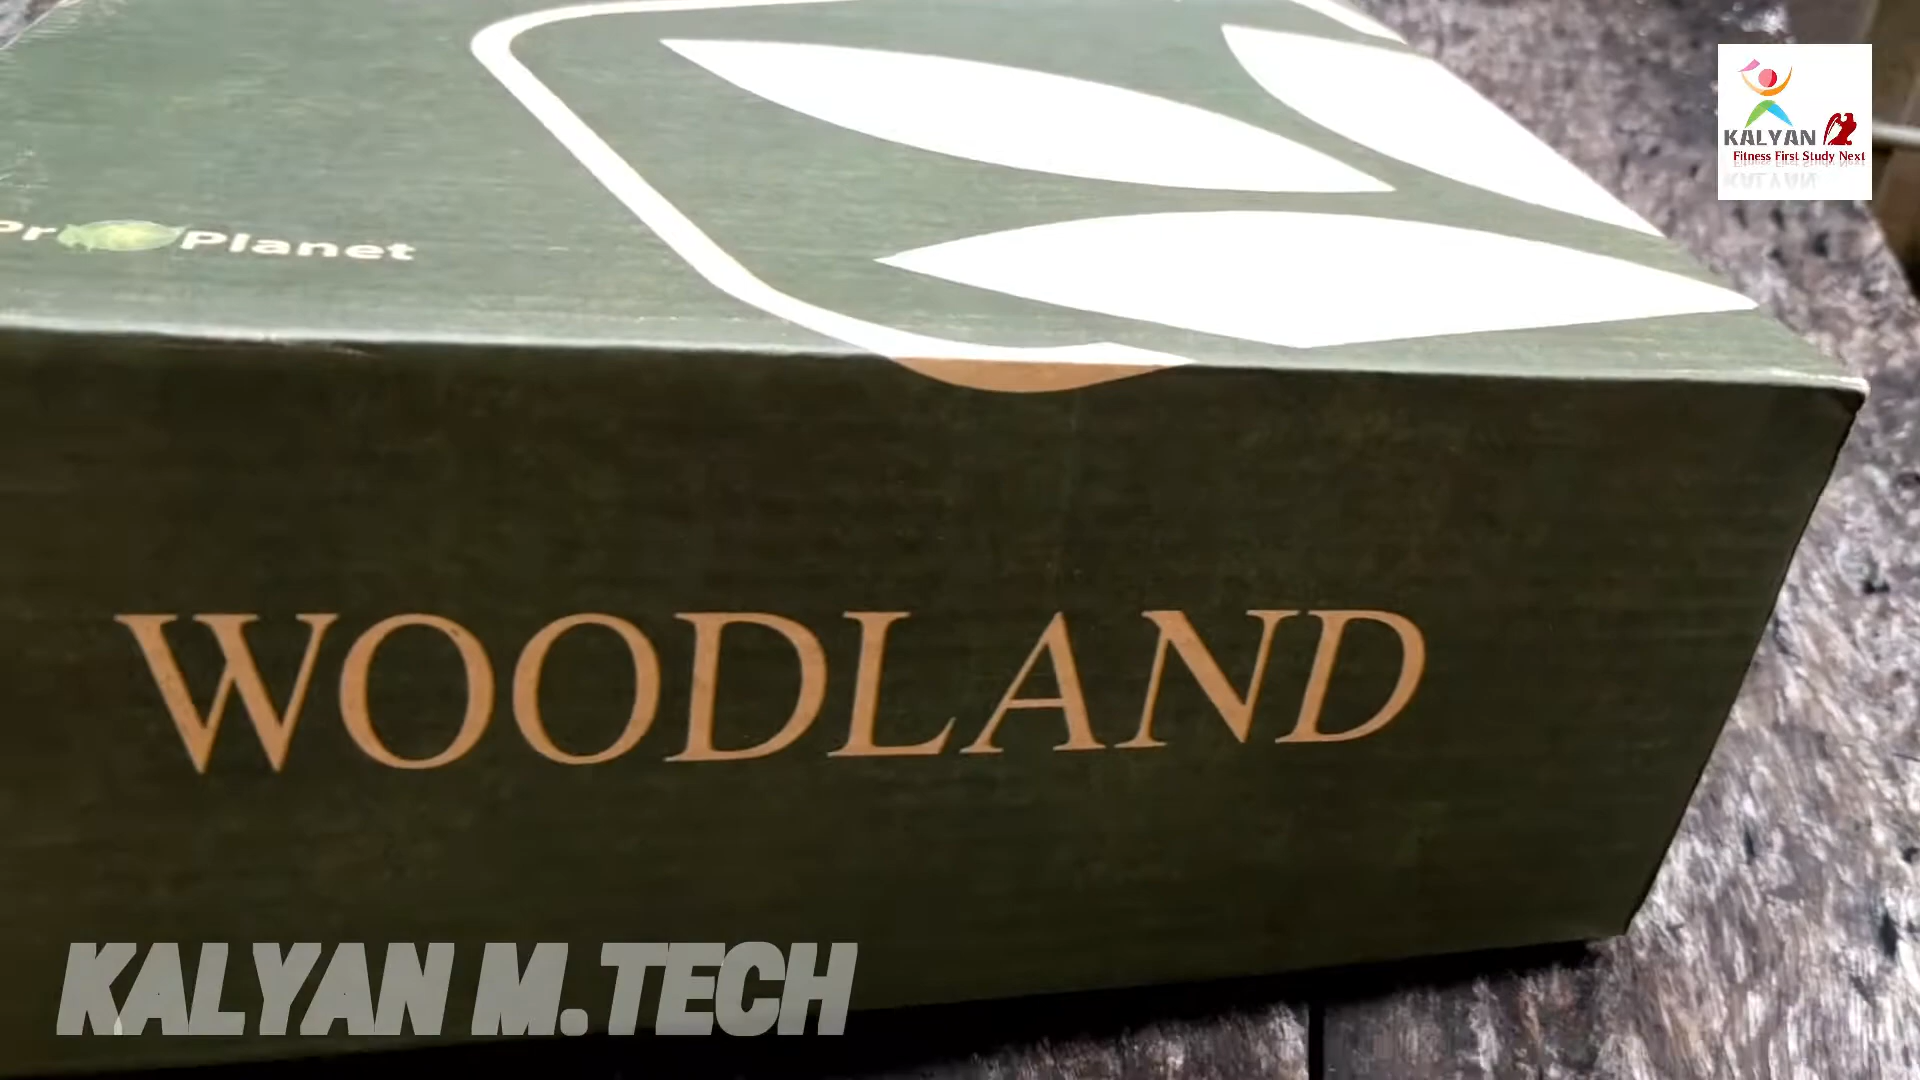 KALYAN
Fitness First Study Next
Pr Planet
WOODLAND
KALYAN M.TECH